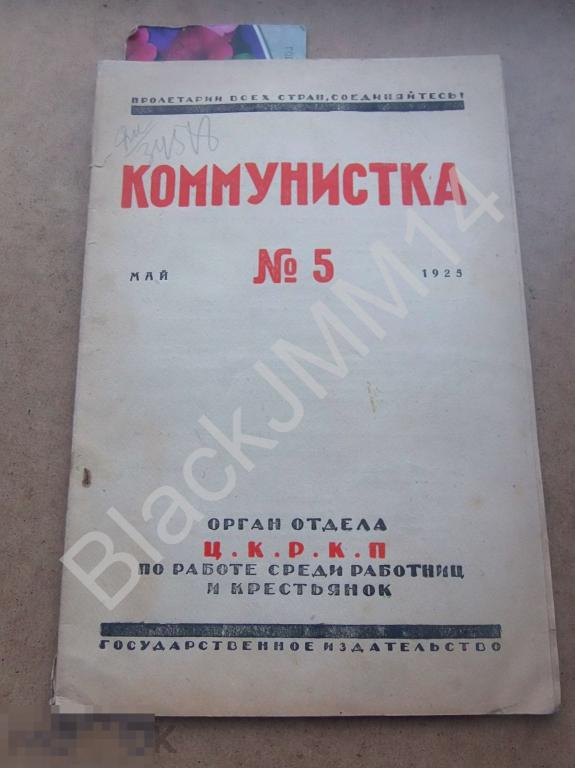 ПРОЛЕТАРИИ ВСЕХ СТРАН, СОЕДИНЯЙТЕСЬ!
КОММУНИСТКА
МАЙ № 5 1925
ОРГАН ОТДЕЛА
Ц.К.Р.К.П
ПО РАБОТЕ СРЕДИ РАБОТНИЦ
И КРЕСТЬЯНОК
ГОСУДАРСТВЕННОЕ ИЗДАТЕЛЬСТВО
BlackJMM14